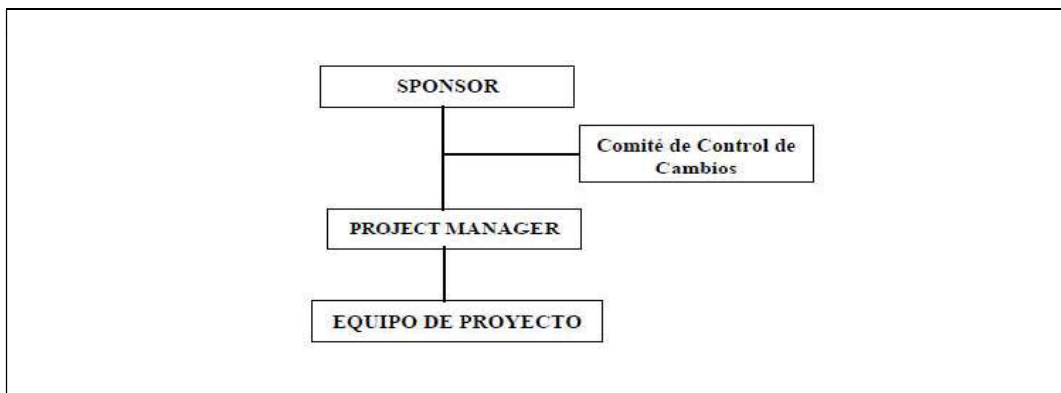 SPONSOR
Comité de Control de
Cambios
PROJECT MANAGER
EQUIPO DE PROYECTO